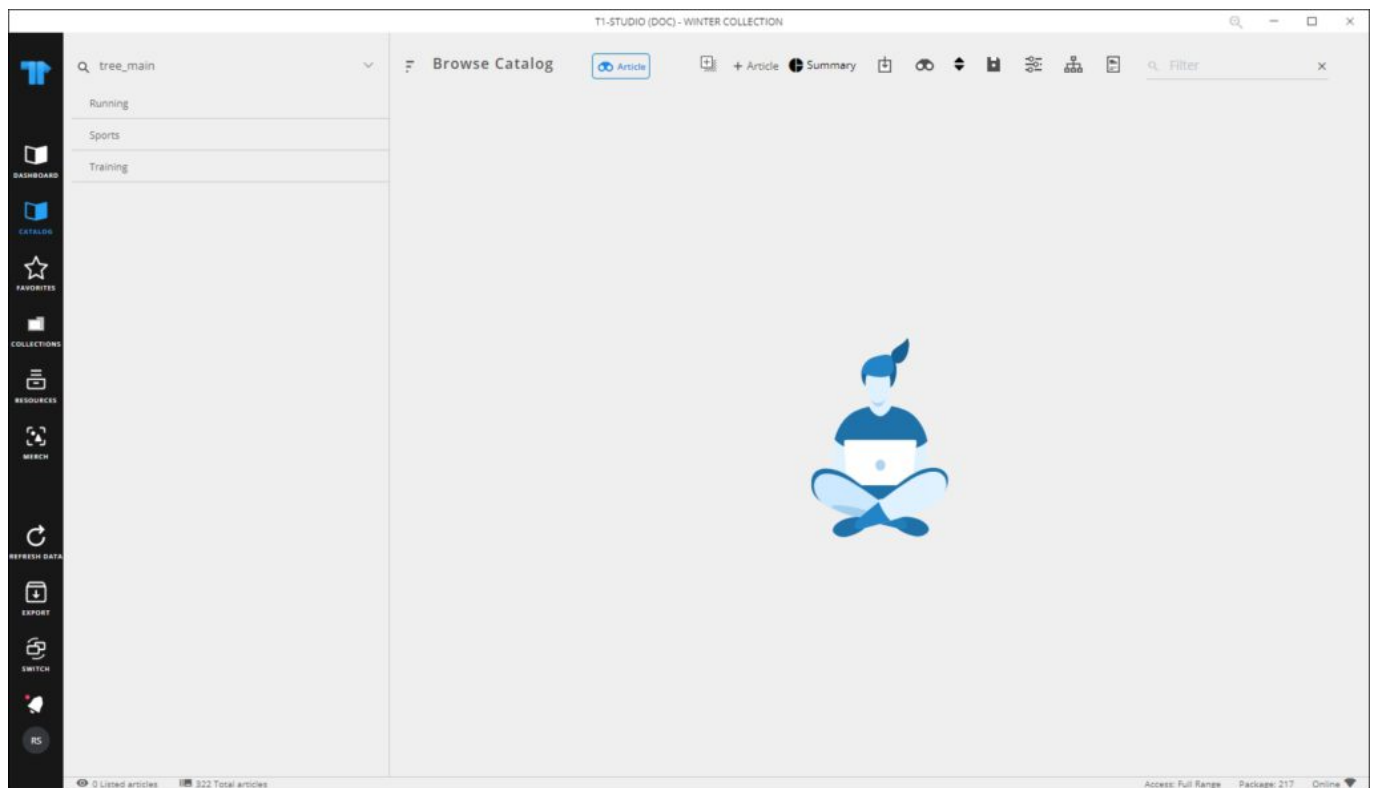 T1-STUDIO (DOC) - WINTER COLLECTION
tree_main
Browse Catalog
Article
+ Article
Summary
Filter
Running
Sports
Training
DASHBOARD
CATALOG
FAVORITES
COLLECTIONS
RESOURCES
MERCH
REFRESH DATA
EXPORT
SWITCH
RS
0 Listed articles
322 Total articles
Access: Full Range
Package: 217
Online